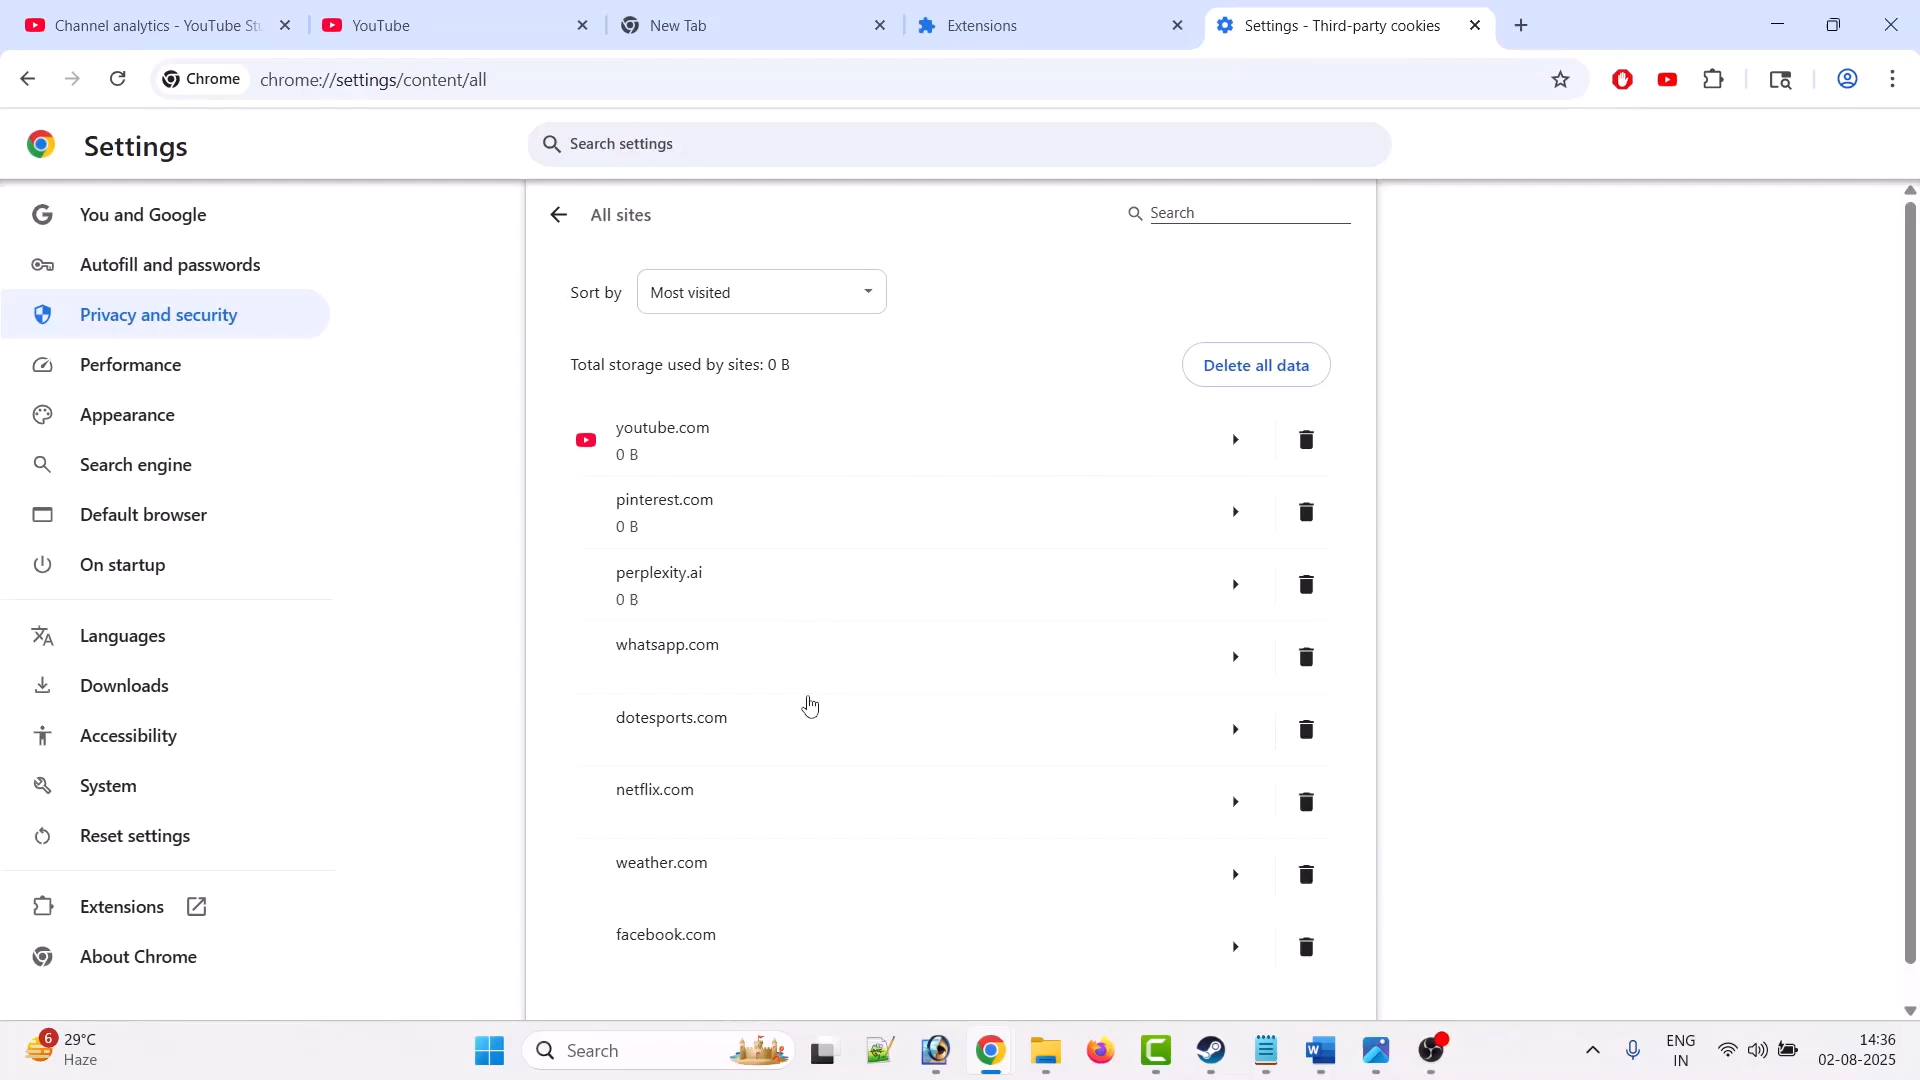 Channel analytics - YouTube St
YouTube
New Tab
Extensions
Settings - Third-party cookies
Chrome
chrome://settings/content/all
Settings
Search settings
You and Google
Autofill and passwords
Privacy and security
Performance
Appearance
Search engine
Default browser
On startup
Languages
Downloads
Accessibility
System
Reset settings
Extensions
About Chrome
All sites
Search
Sort by
Most visited
Total storage used by sites: 0 B
Delete all data
youtube.com
0 B
pinterest.com
0 B
perplexity.ai
0 B
whatsapp.com
dotesports.com
netflix.com
weather.com
facebook.com
6
29°C
Haze
Search
ENG
IN
14:36
02-08-2025